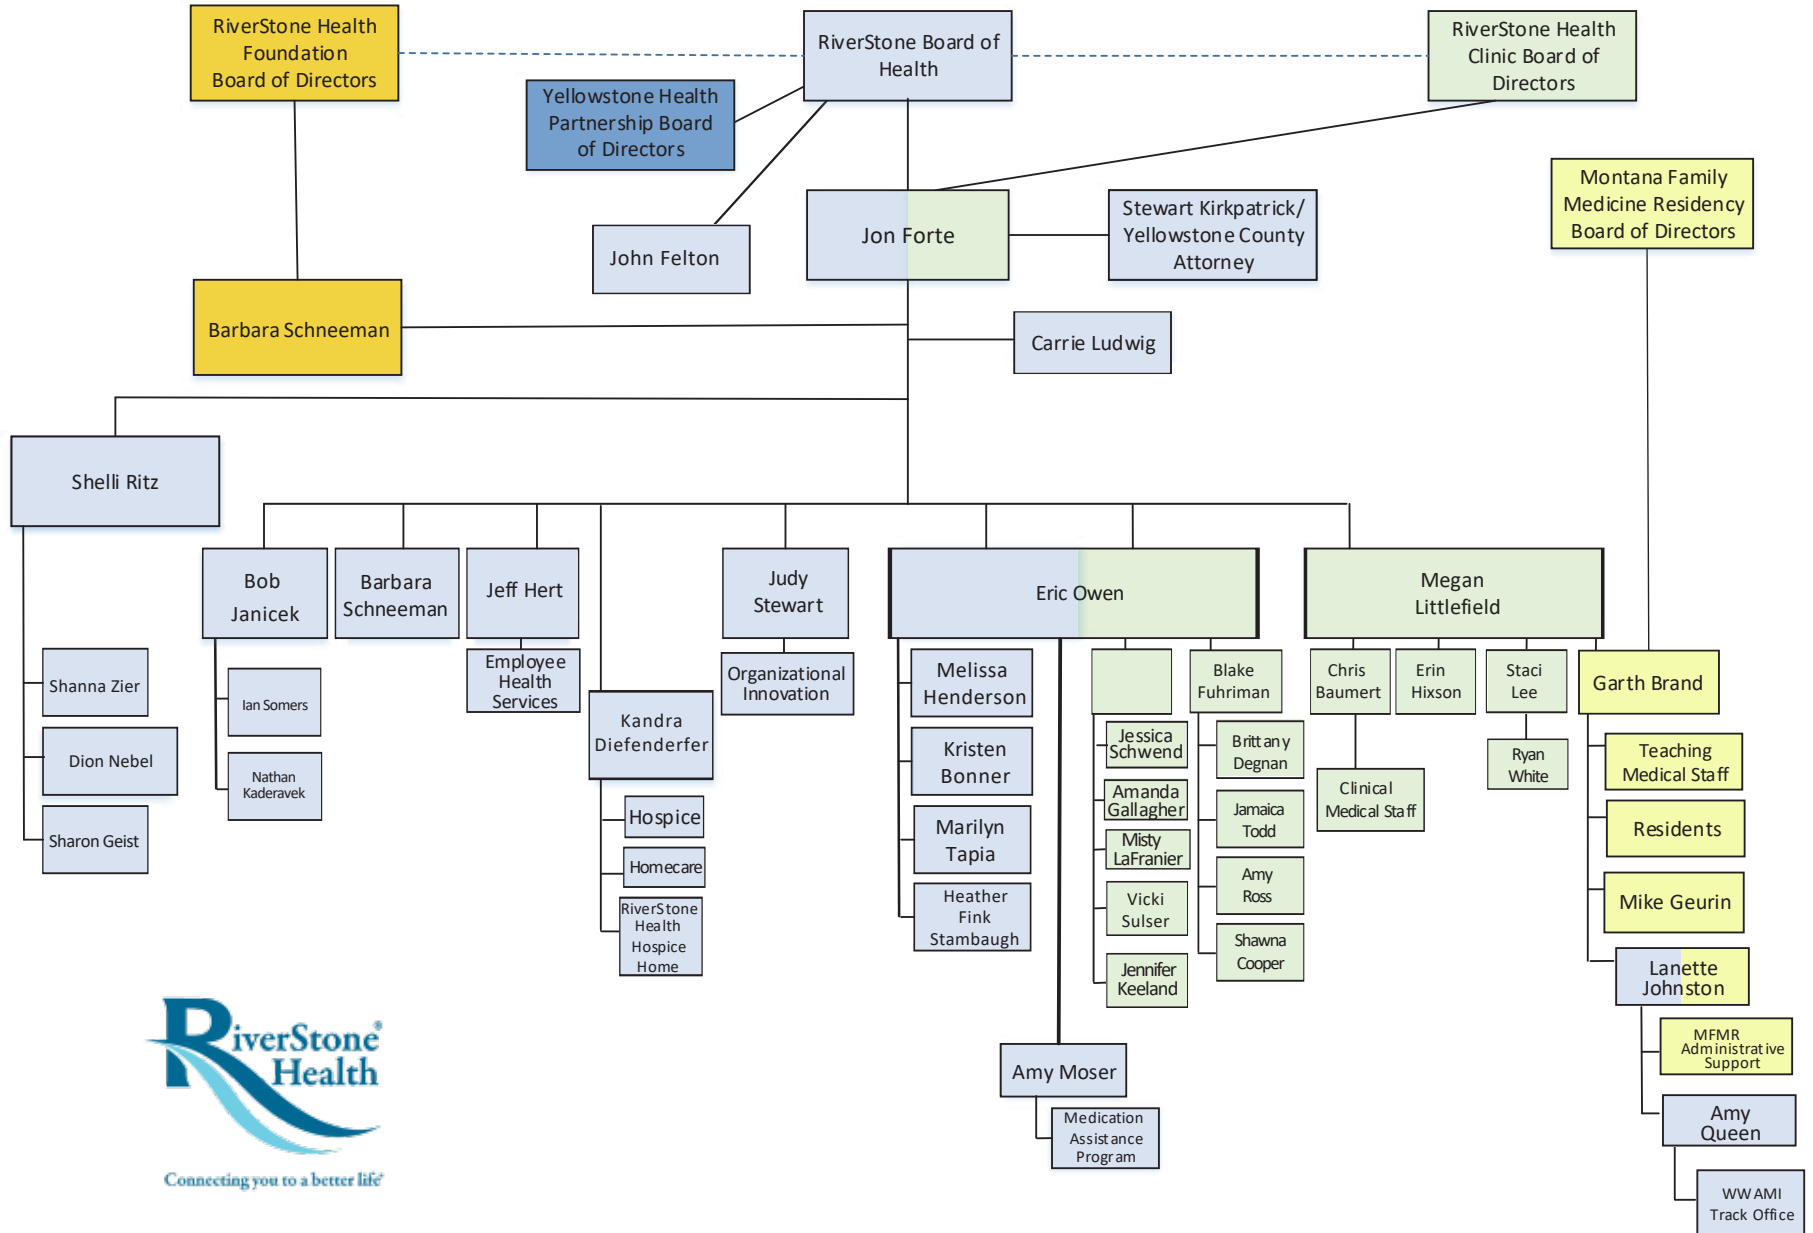 RiverStone Health
Foundation
Board of Directors
RiverStone Board of
Health
RiverStone Health
Clinic Board of
Directors
Yellowstone Health
Partnership Board
of Directors
Montana Family
Medicine Residency
Board of Directors
John Felton
Jon Forte
Stewart Kirkpatrick/
Yellowstone County
Attorney
Barbara Schneeman
Carrie Ludwig
Shelli Ritz
Shanna Zier
Dion Nebel
Sharon Geist
Bob
Janicek
Ian Somers
Nathan
Kaderavek
Barbara
Schneeman
Jeff Hert
Employee
Health
Services
Kandra
Diefenderfer
Hospice
Homecare
RiverStone
Health
Hospice
Home
Judy
Stewart
Organizational
Innovation
Eric Owen
Melissa
Henderson
Kristen
Bonner
Marilyn
Tapia
Heather
Fink
Stambaugh
Amy Moser
Medication
Assistance
Program
Jessica
Schwend
Amanda
Gallagher
Misty
LaFranier
Vicki
Sulser
Jennifer
Keeland
Blake
Fuhriman
Brittany
Degnan
Jamaica
Todd
Amy
Ross
Shawna
Cooper
Megan
Littlefield
Chris
Baumert
Clinical
Medical Staff
Erin
Hixson
Staci
Lee
Ryan
White
Garth Brand
Teaching
Medical Staff
Residents
Mike Geurin
Lanette
Johnston
MFMR
Administrative
Support
Amy
Queen
WWAMI
Track Office
RiverStone®
Health
Connecting you to a better life®